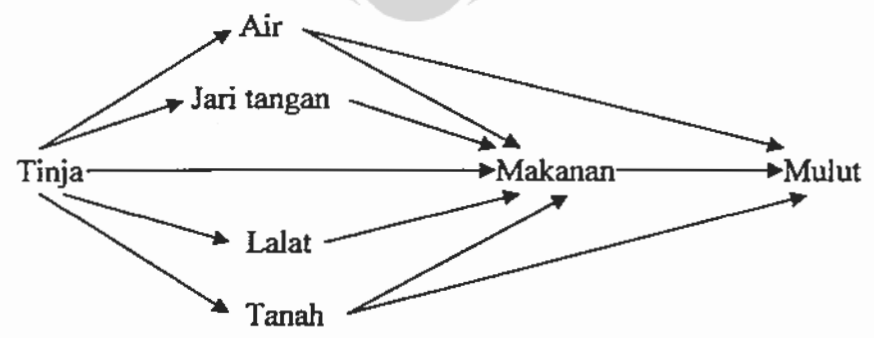 Air
Jari tangan
Tinja Makanan Mulut
Lalat
Tanah